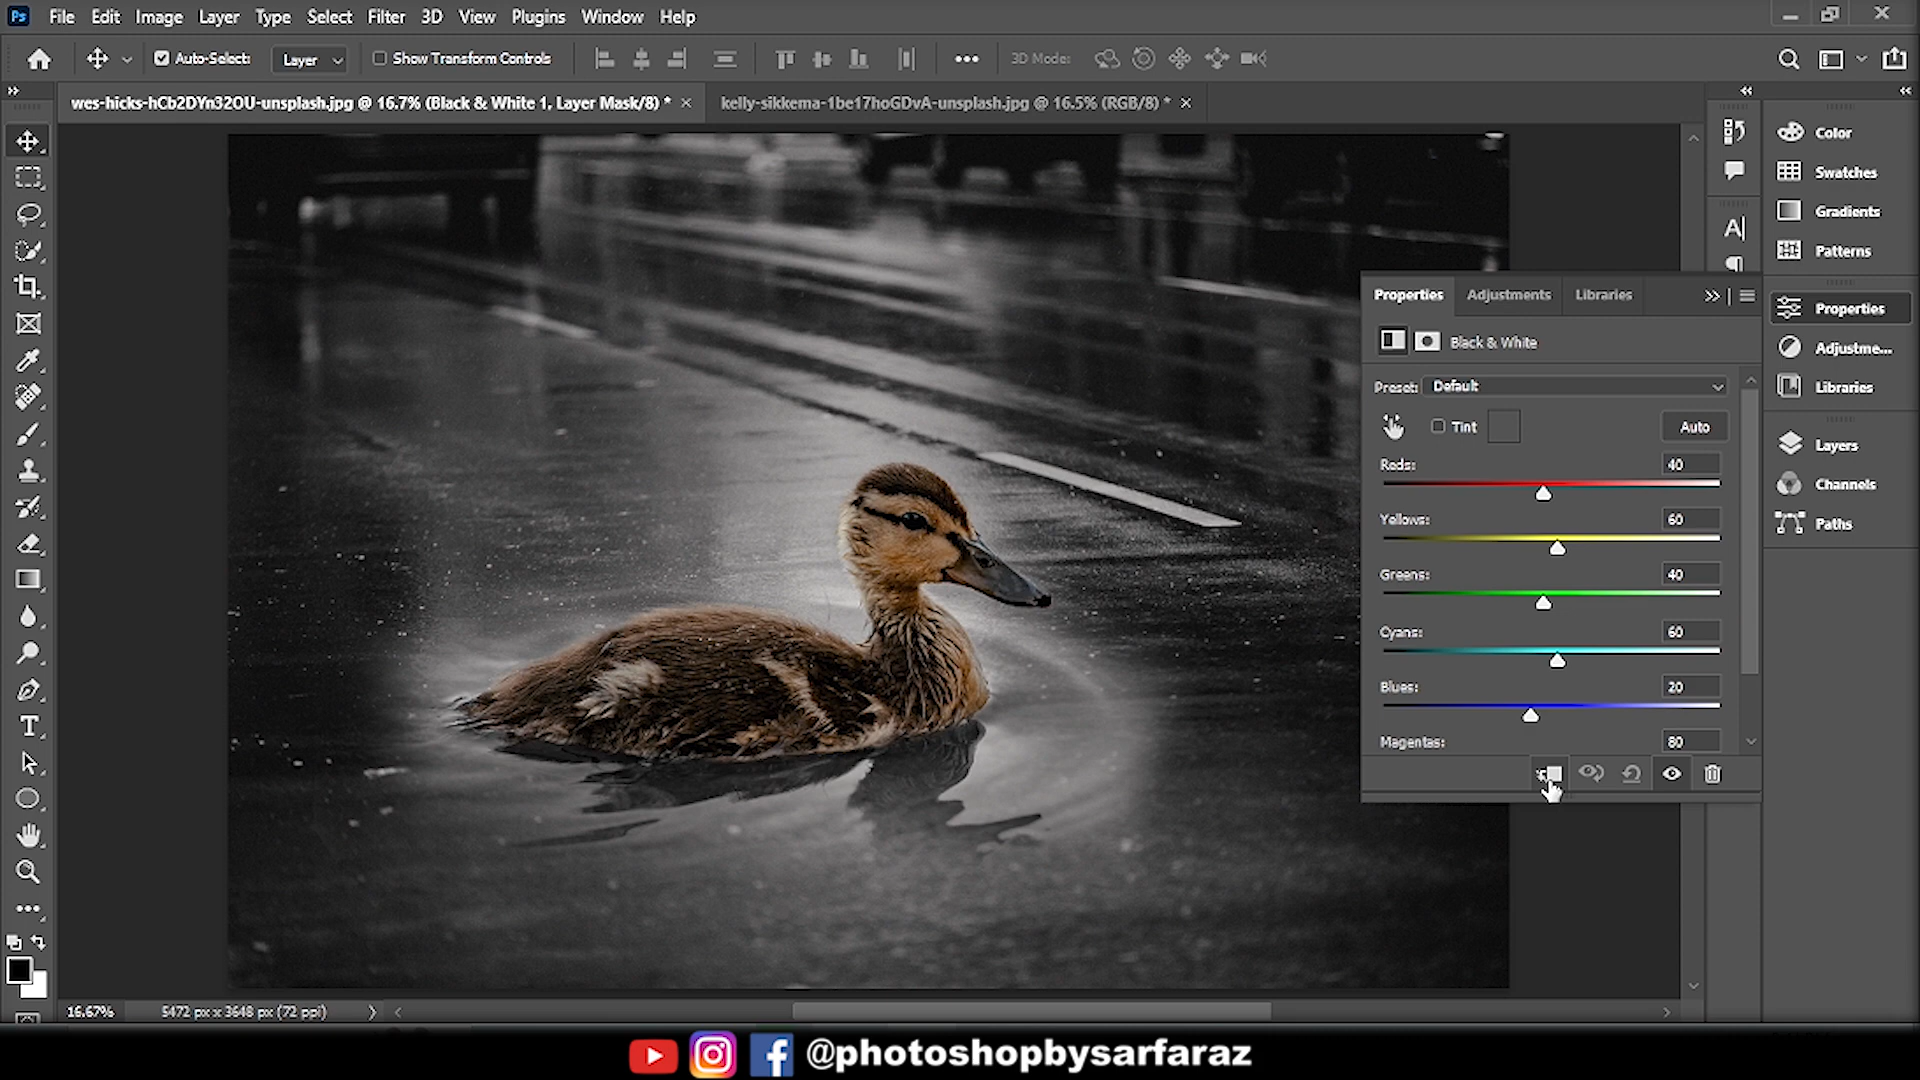 Ps File Edit Image Layer Type Select Filter 3D View Plugins Window Help
Auto-Select: Layer Show Transform Controls 3D Mode:
wes-hicks-hCb2DYn32OU-unsplash.jpg @ 16.7% (Black & White 1, Layer Mask/8) * kelly-sikkema-1be17hoGDvA-unsplash.jpg @ 16.5% (RGB/8) *
Color
Swatches
Gradients
Patterns
Properties
Adjustme...
Libraries
Layers
Channels
Paths
Properties Adjustments Libraries
Black & White
Preset: Default
Tint Auto
Reds: 40
Yellows: 60
Greens: 40
Cyans: 60
Blues: 20
Magentas: 80
16.67% 5472 px x 3648 px (72 ppi)
@photoshopbysarfaraz